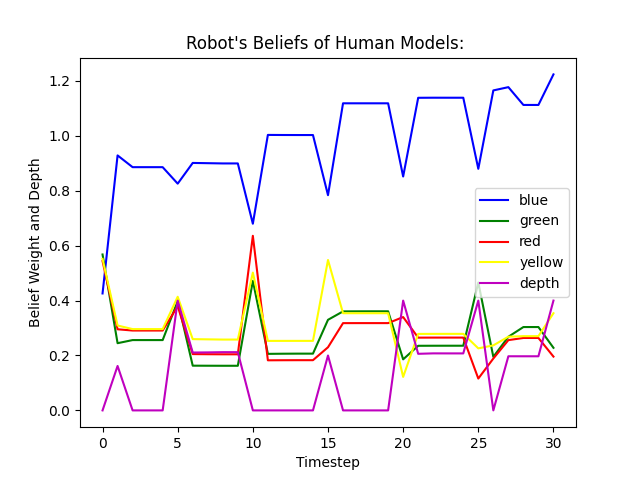 Robot's Beliefs of Human Models:
Belief Weight and Depth
1.2
1.0
0.8
0.6
0.4
0.2
0.0
blue
green
red
yellow
depth
0 5 10 15 20 25 30
Timestep